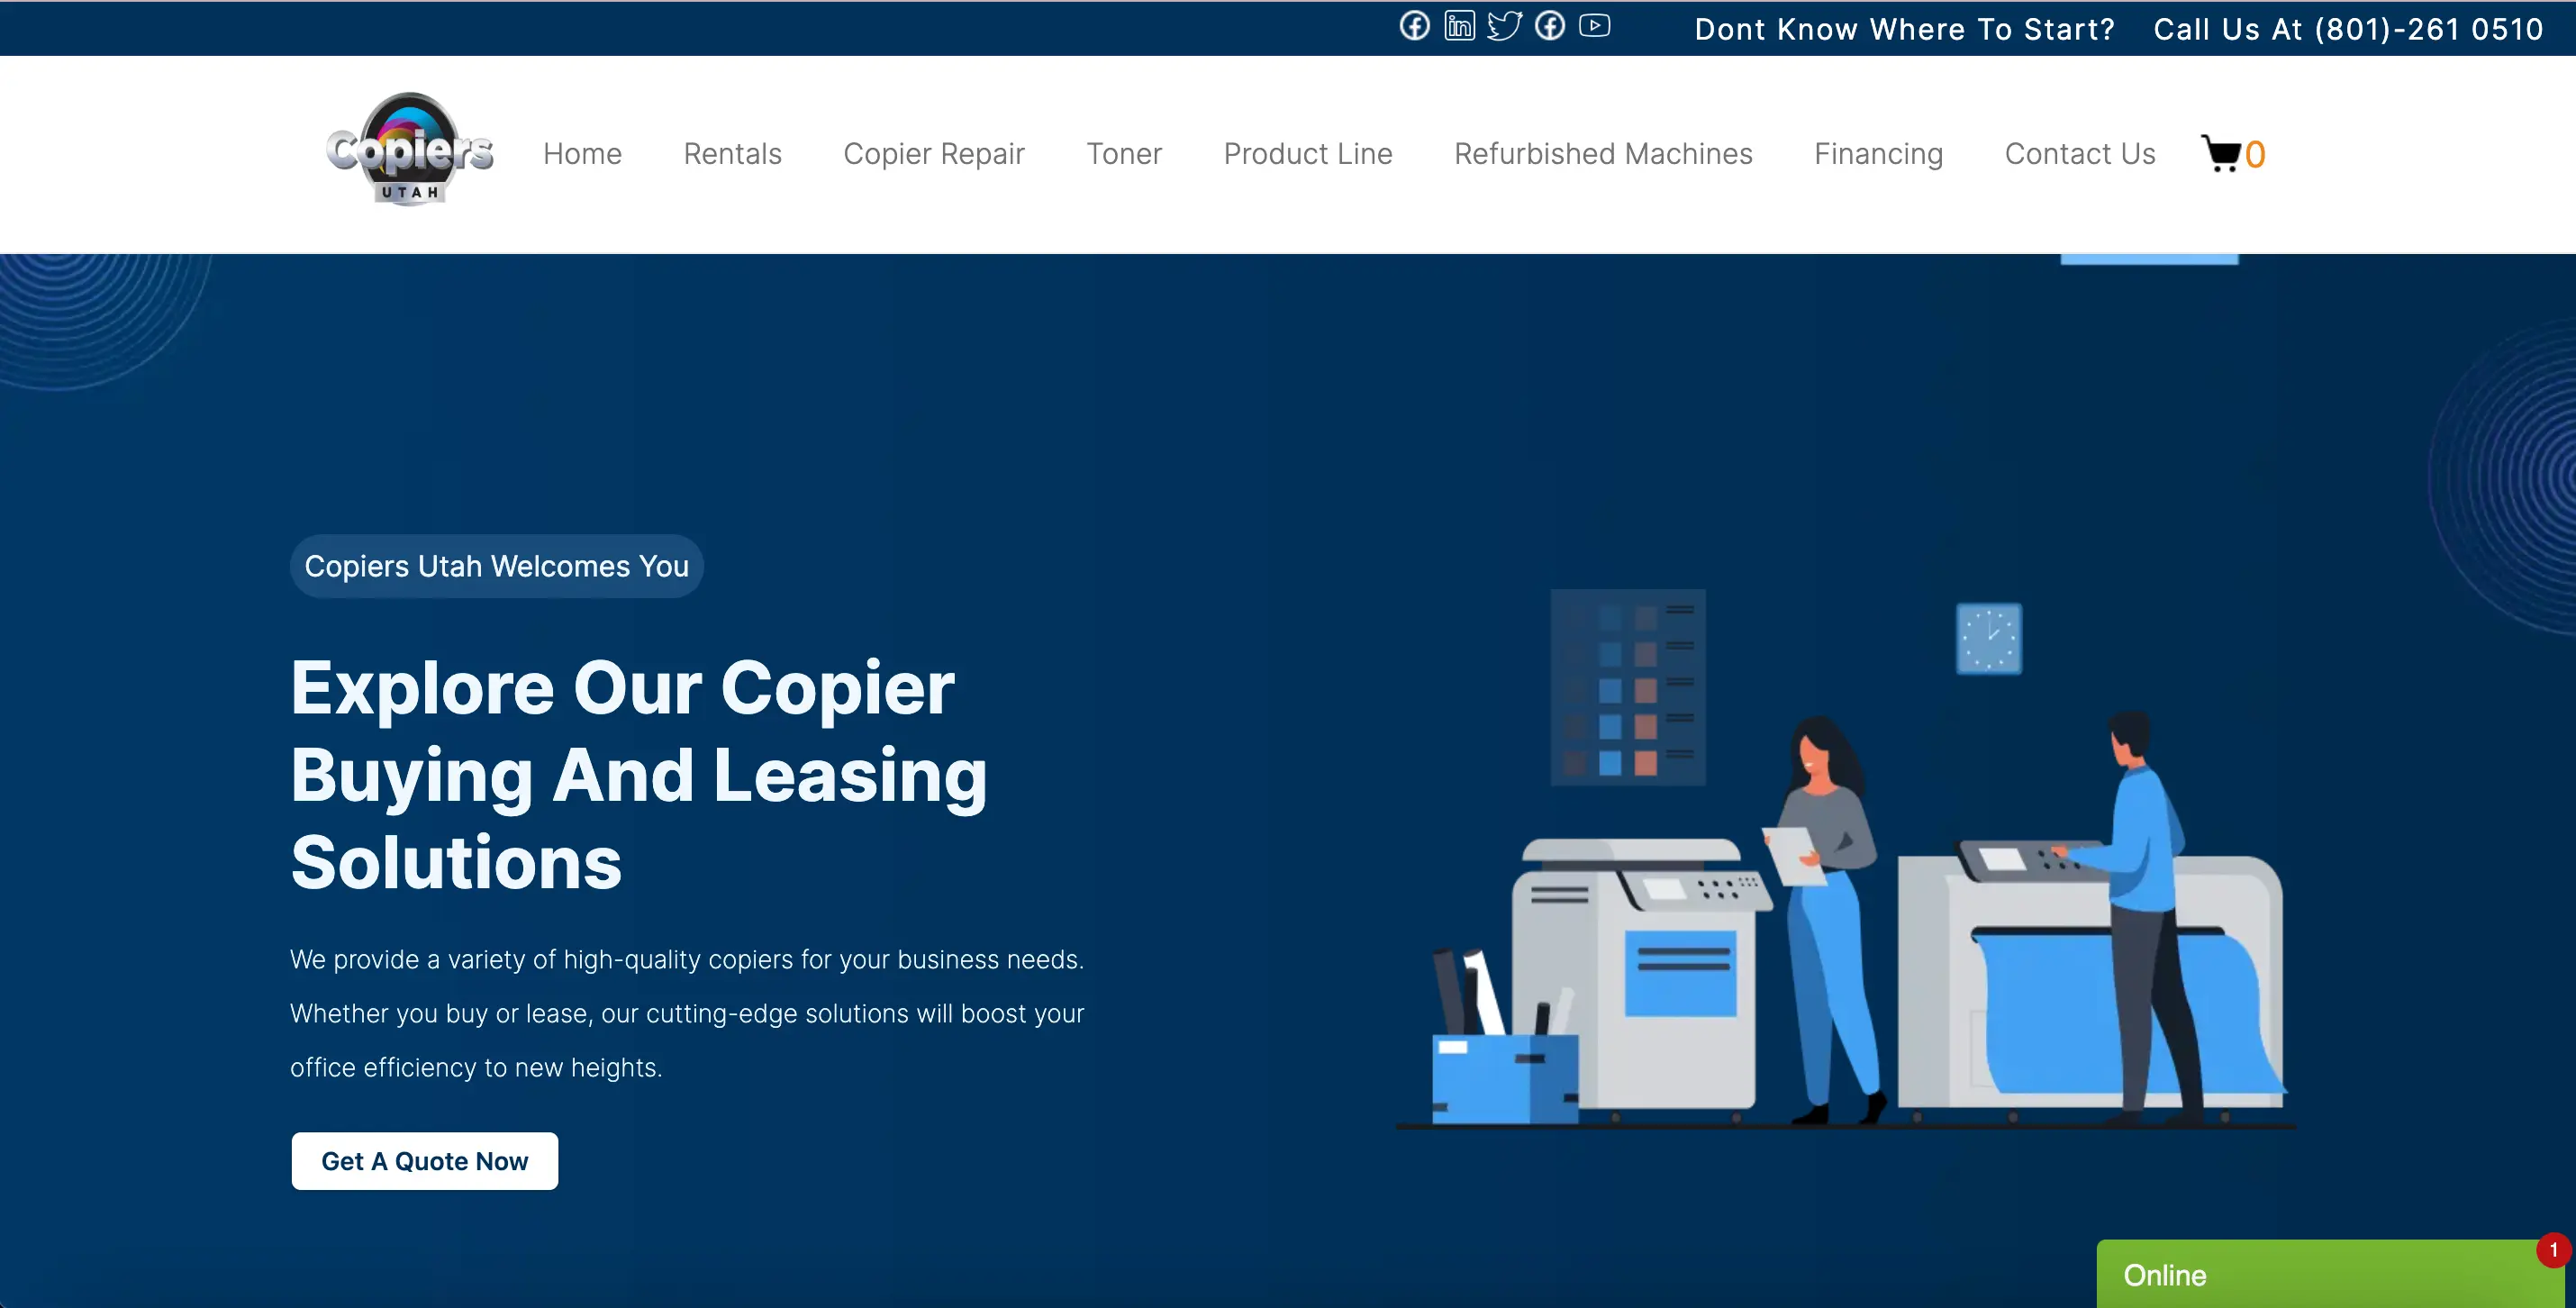 Dont Know Where To Start? Call Us At (801)-261 0510
Copiers
UTAH
Home Rentals Copier Repair Toner Product Line Refurbished Machines Financing Contact Us 0
Copiers Utah Welcomes You
Explore Our Copier
Buying And Leasing
Solutions
We provide a variety of high-quality copiers for your business needs.
Whether you buy or lease, our cutting-edge solutions will boost your
office efficiency to new heights.
Get A Quote Now
1
Online